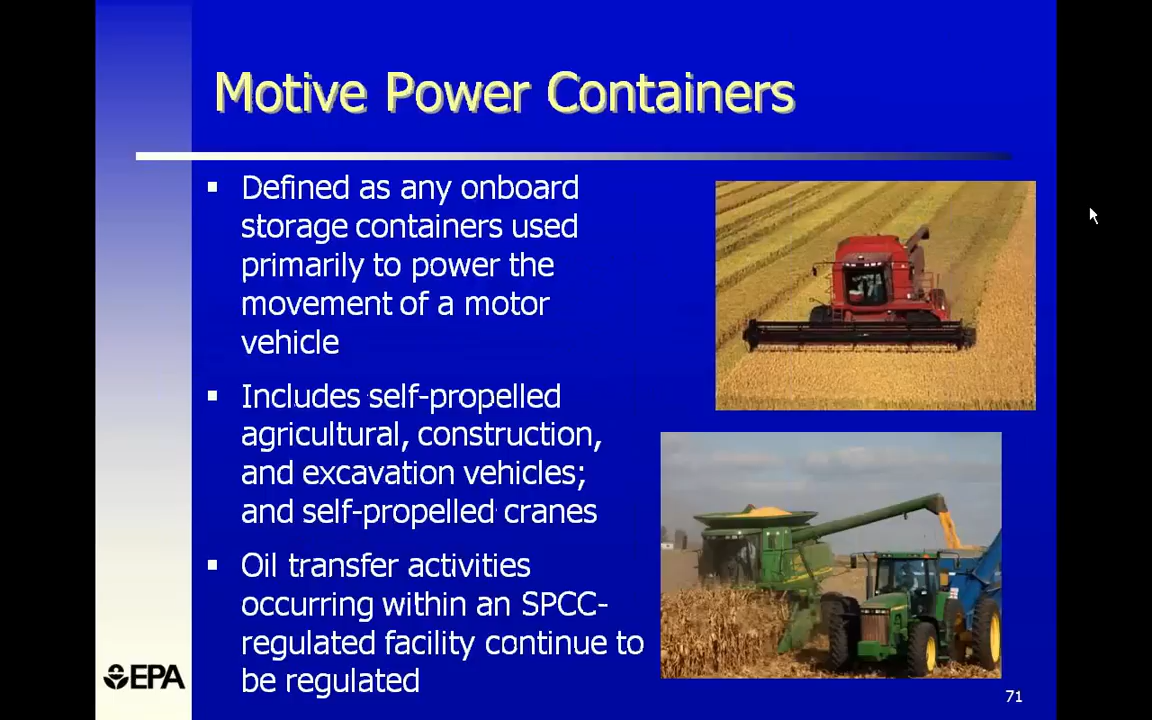 Motive Power Containers
▪ Defined as any onboard
storage containers used
primarily to power the
movement of a motor
vehicle
▪ Includes self-propelled
agricultural, construction,
and excavation vehicles;
and self-propelled cranes
▪ Oil transfer activities
occurring within an SPCC-
regulated facility continue to
be regulated
EPA
71